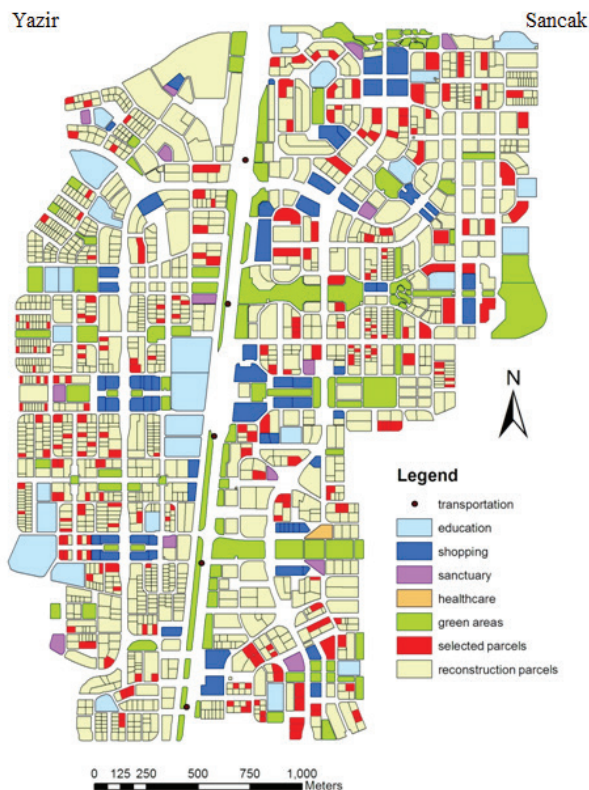 Yazir
Sancak
N
Legend
transportation
education
shopping
sanctuary
healthcare
green areas
selected parcels
reconstruction parcels
0 125 250 500 750 1,000
Meters